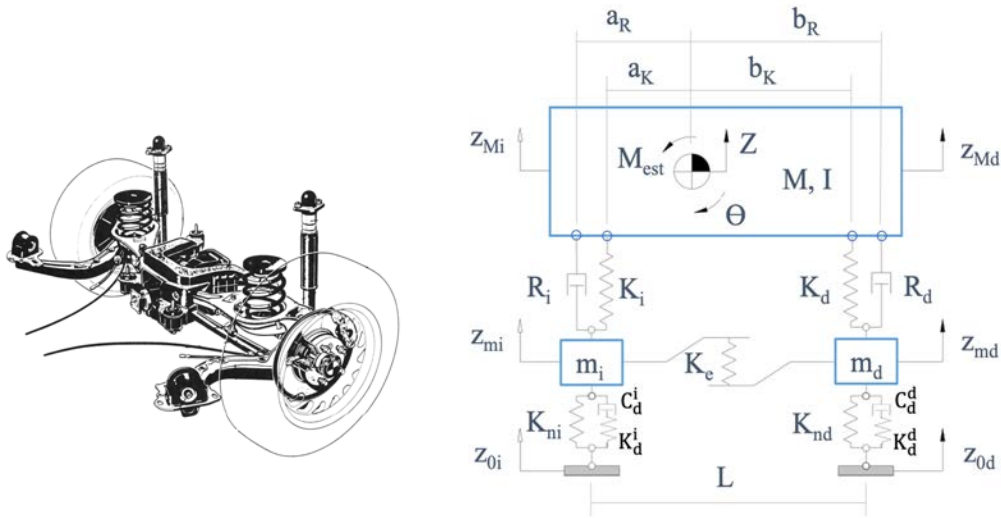 a_R b_R
a_K b_K
z_Mi M_est Z z_Md
M, I
Θ
R_i K_i K_d R_d
z_mi m_i K_e m_d z_md
K_ni C_d^i K_nd C_d^d
K_d^i K_d^d
z_0i z_0d
L